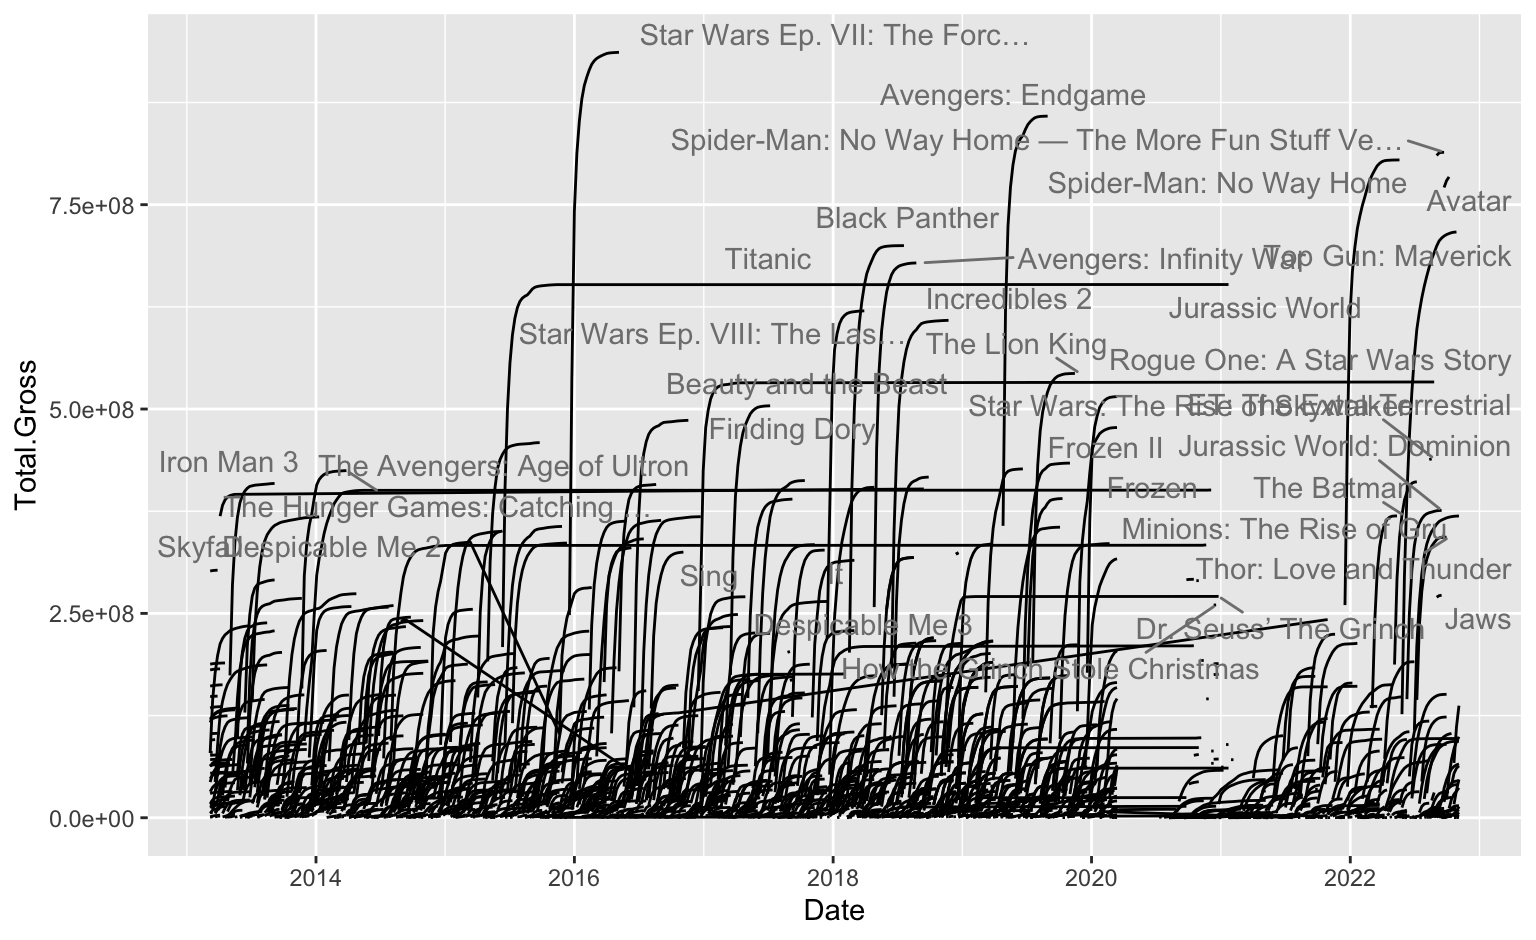 Star Wars Ep. VII: The Forc…
Avengers: Endgame
Spider-Man: No Way Home — The More Fun Stuff Ve…
Spider-Man: No Way Home
Avatar
7.5e+08
Black Panther
Titanic
Avengers: Infinity War
Top Gun: Maverick
Incredibles 2
Jurassic World
Star Wars Ep. VIII: The Las…
The Lion King
Rogue One: A Star Wars Story
Beauty and the Beast
5.0e+08
Star Wars: The Rise of Skywalker
ET: The Extra-Terrestrial
Finding Dory
Frozen II
Jurassic World: Dominion
Iron Man 3
The Avengers: Age of Ultron
Frozen
The Batman
The Hunger Games: Catching …
Minions: The Rise of Gru
Skyfall
Despicable Me 2
Sing
It
Thor: Love and Thunder
2.5e+08
Despicable Me 3
Dr. Seuss’ The Grinch
Jaws
How the Grinch Stole Christmas
0.0e+00
2014
2016
2018
2020
2022
Date
Total.Gross